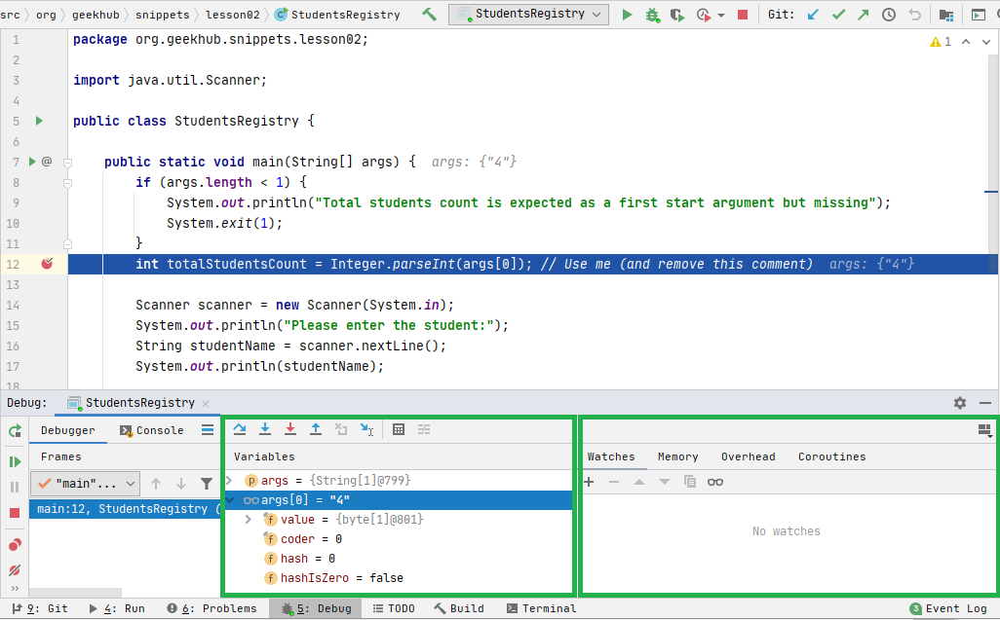 src org geekhub snippets lesson02 StudentsRegistry StudentsRegistry Git:
1 package org.geekhub.snippets.lesson02; 1
2
3 import java.util.Scanner;
4
5 public class StudentsRegistry {
6
7 @ public static void main(String[] args) { args: {"4"}
8 if (args.length < 1) {
9 System.out.println("Total students count is expected as a first start argument but missing");
10 System.exit(1);
11 }
12 int totalStudentsCount = Integer.parseInt(args[0]); // Use me (and remove this comment) args: {"4"}
13
14 Scanner scanner = new Scanner(System.in);
15 System.out.println("Please enter the student:");
16 String studentName = scanner.nextLine();
17 System.out.println(studentName);
18
Debug: StudentsRegistry
Debugger Console
Frames Variables Watches Memory Overhead Coroutines
"main"... p args = {String[1]@799}
main:12, StudentsRegistry ( args[0] = "4"
f value = {byte[1]@801}
f coder = 0 No watches
f hash = 0
f hashIsZero = false
9: Git 4: Run 6: Problems 5: Debug TODO Build Terminal 3 Event Log